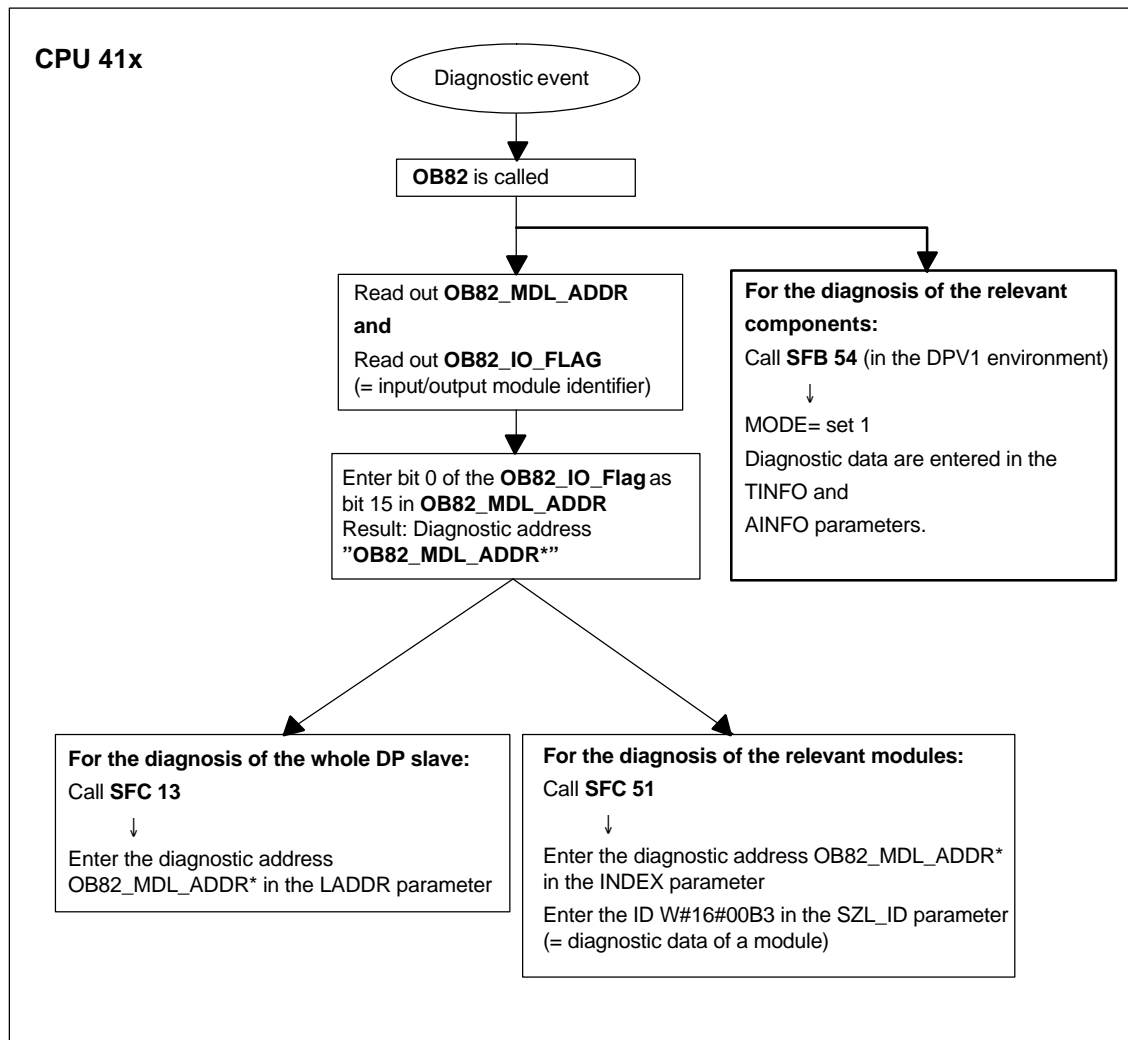 CPU 41x
Diagnostic event
OB82 is called
Read out OB82_MDL_ADDR
and
Read out OB82_IO_FLAG
(= input/output module identifier)
For the diagnosis of the relevant
components:
Call SFB 54 (in the DPV1 environment)
↓
MODE= set 1
Diagnostic data are entered in the
TINFO and
AINFO parameters.
Enter bit 0 of the OB82_IO_Flag as
bit 15 in OB82_MDL_ADDR
Result: Diagnostic address
”OB82_MDL_ADDR*”
For the diagnosis of the whole DP slave:
Call SFC 13
↓
Enter the diagnostic address
OB82_MDL_ADDR* in the LADDR parameter
For the diagnosis of the relevant modules:
Call SFC 51
↓
Enter the diagnostic address OB82_MDL_ADDR*
in the INDEX parameter
Enter the ID W#16#00B3 in the SZL_ID parameter
(= diagnostic data of a module)